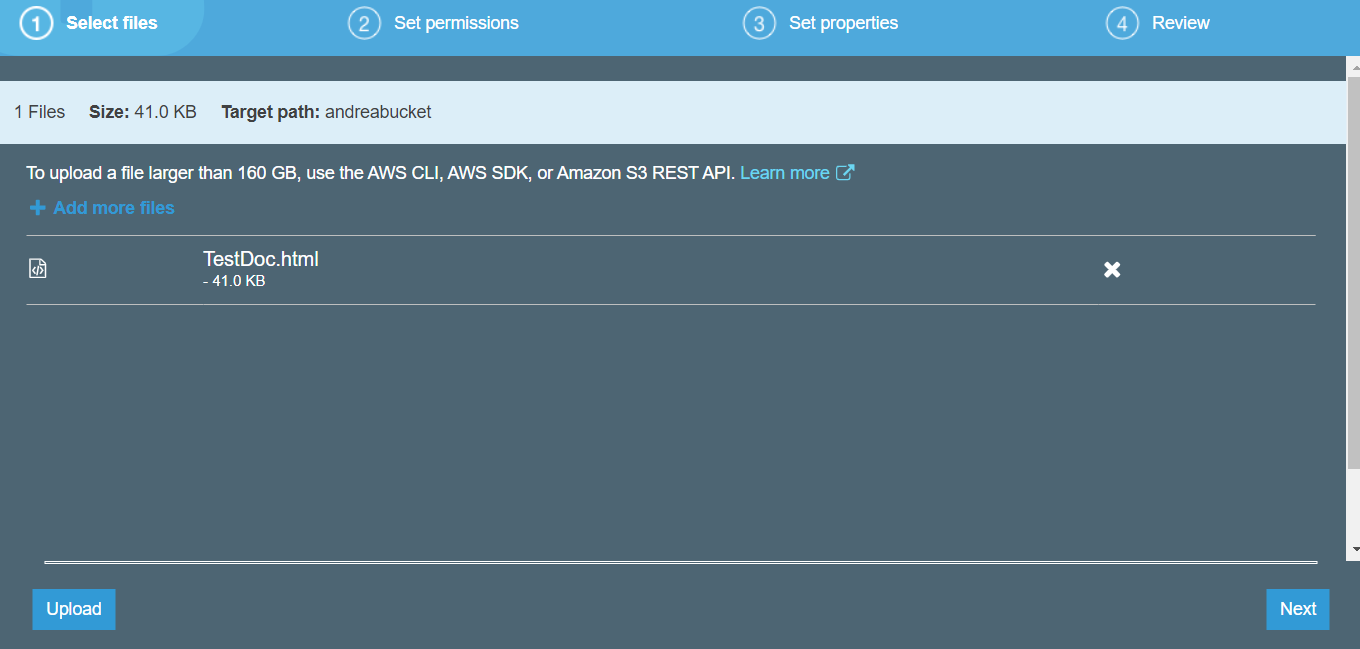 1 Select files 2 Set permissions 3 Set properties 4 Review
1 Files Size: 41.0 KB Target path: andreabucket
To upload a file larger than 160 GB, use the AWS CLI, AWS SDK, or Amazon S3 REST API. Learn more
Add more files
TestDoc.html
- 41.0 KB
Upload Next